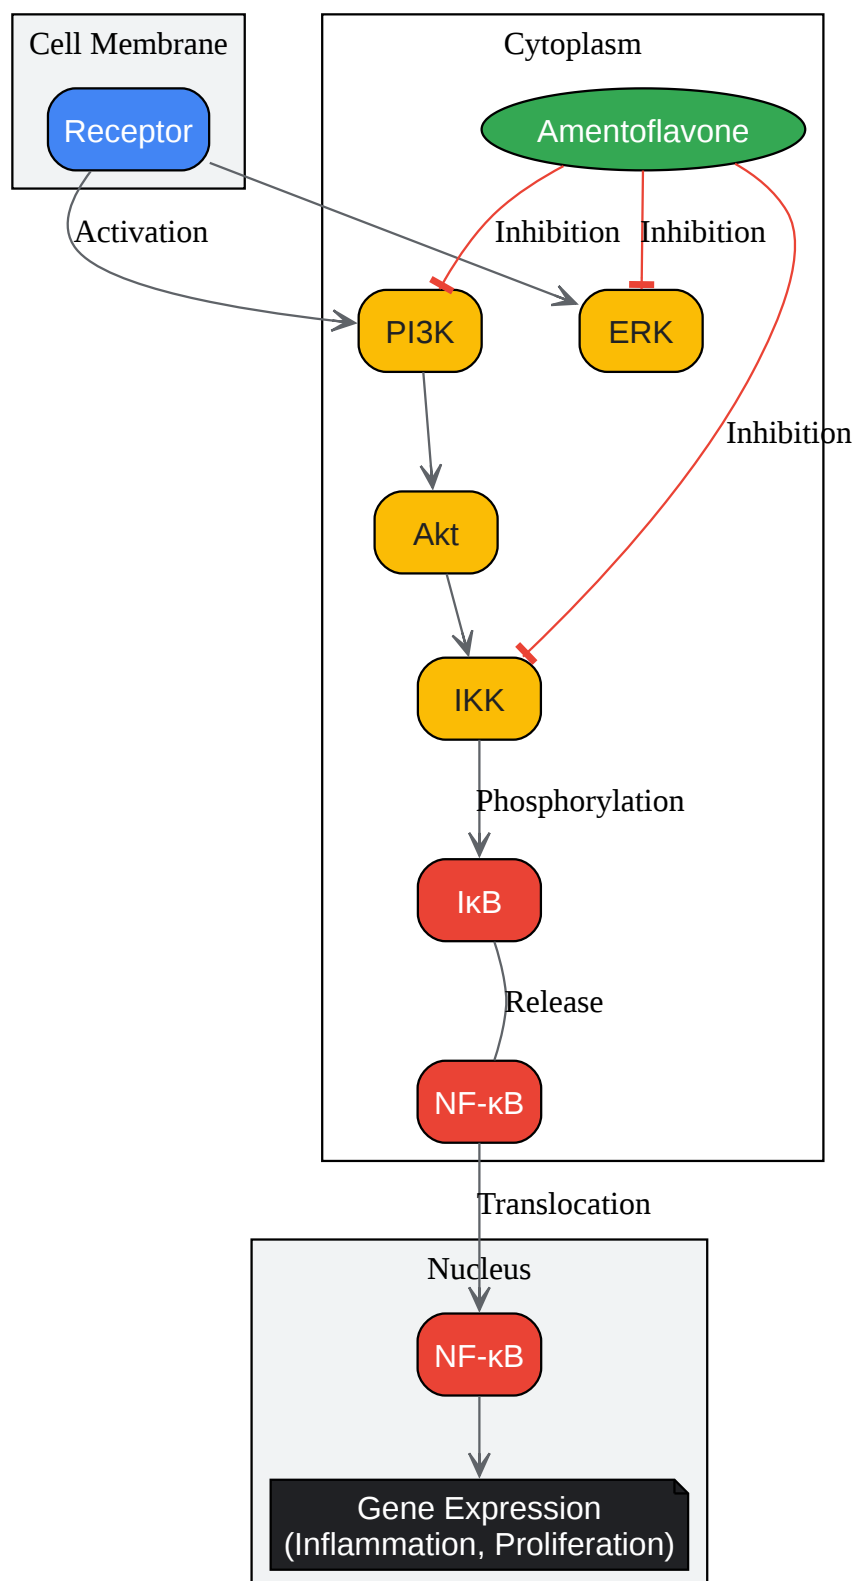 Cell Membrane
Cytoplasm
Receptor
Amentoflavone
Activation
Inhibition
Inhibition
PI3K
ERK
Inhibition
Akt
IKK
Phosphorylation
IκB
Release
NF-κB
Translocation
Nucleus
NF-κB
Gene Expression
(Inflammation, Proliferation)